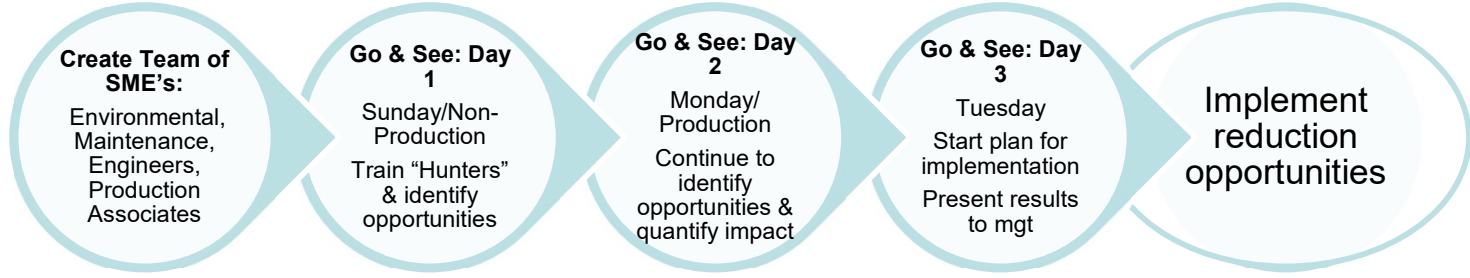 Create Team of
SME's:
Environmental,
Maintenance,
Engineers,
Production
Associates
Go & See: Day
1
Sunday/Non-
Production
Train “Hunters”
& identify
opportunities
Go & See: Day
2
Monday/
Production
Continue to
identify
opportunities &
quantify impact
Go & See: Day
3
Tuesday
Start plan for
implementation
Present results
to mgt
Implement
reduction
opportunities